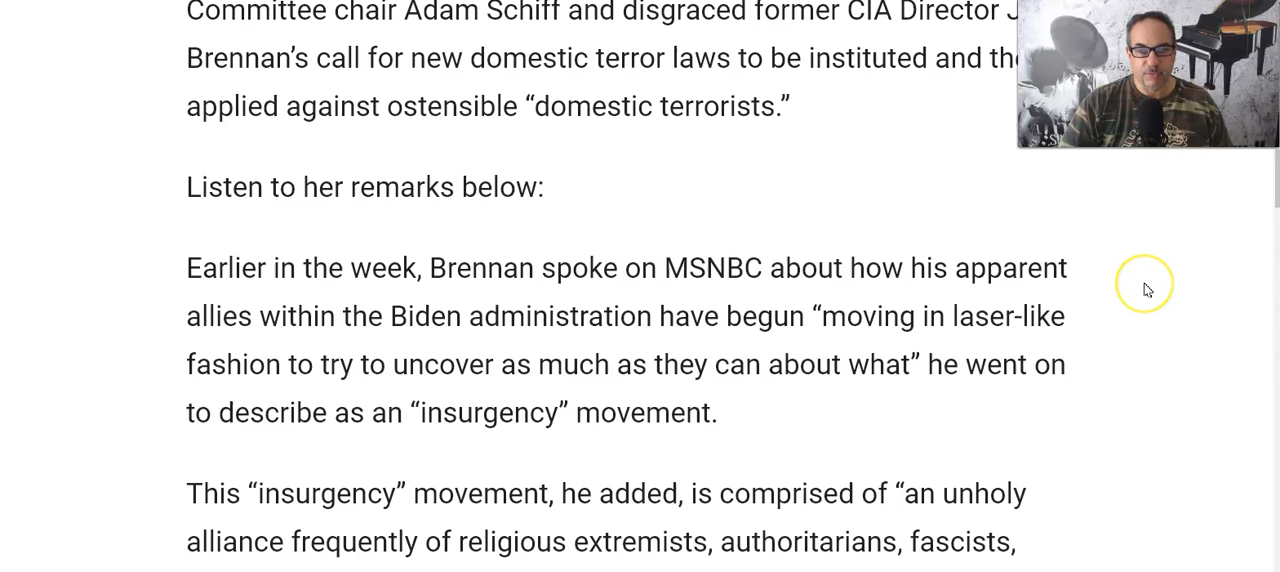 Committee chair Adam Schiff and disgraced former CIA Director
Brennan’s call for new domestic terror laws to be instituted and
applied against ostensible “domestic terrorists.”
Listen to her remarks below:
Earlier in the week, Brennan spoke on MSNBC about how his apparent
allies within the Biden administration have begun “moving in laser-like
fashion to try to uncover as much as they can about what” he went on
to describe as an “insurgency” movement.
This “insurgency” movement, he added, is comprised of “an unholy
alliance frequently of religious extremists, authoritarians, fascists,